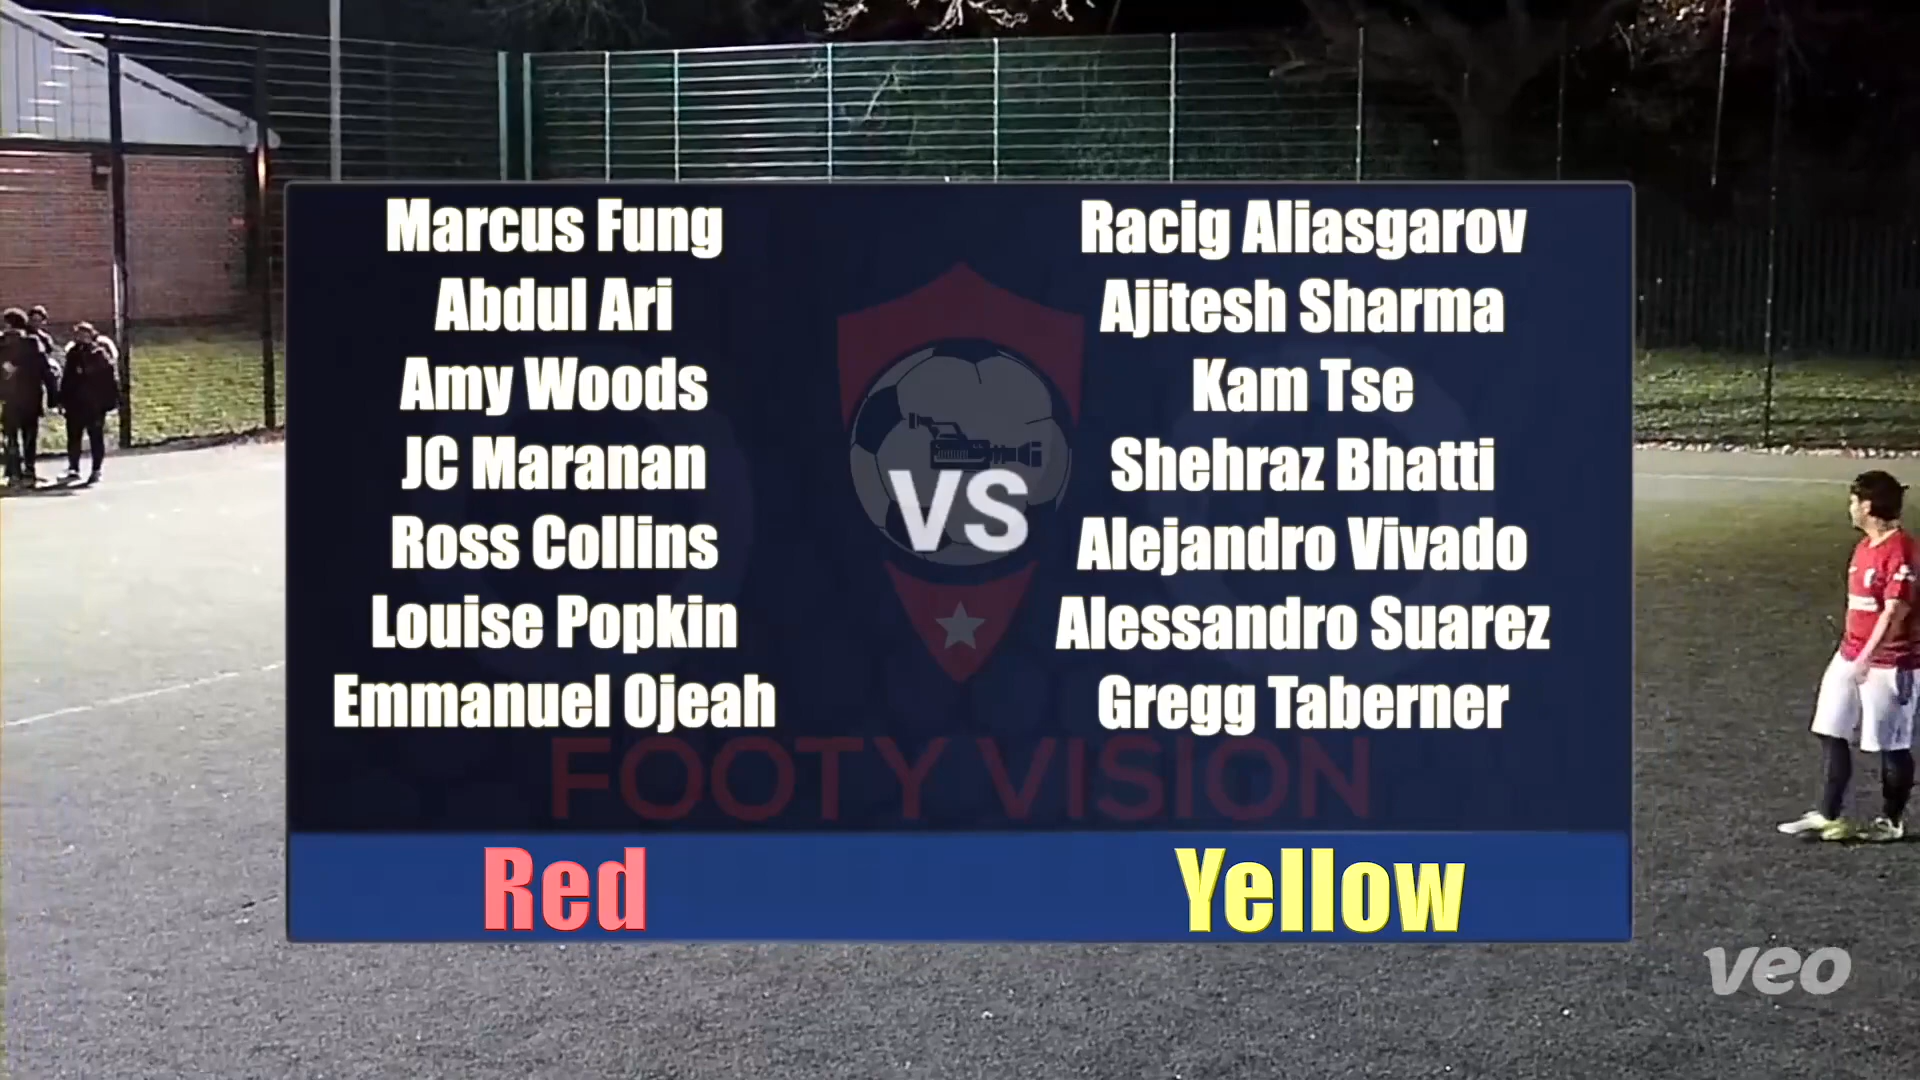 Marcus Fung
Abdul Ari
Amy Woods
JC Maranan
Ross Collins
Louise Popkin
Emmanuel Ojeah
VS
Racig Aliasgarov
Ajitesh Sharma
Kam Tse
Shehraz Bhatti
Alejandro Vivado
Alessandro Suarez
Gregg Taberner
FOOTY VISION
Red
Yellow
veo